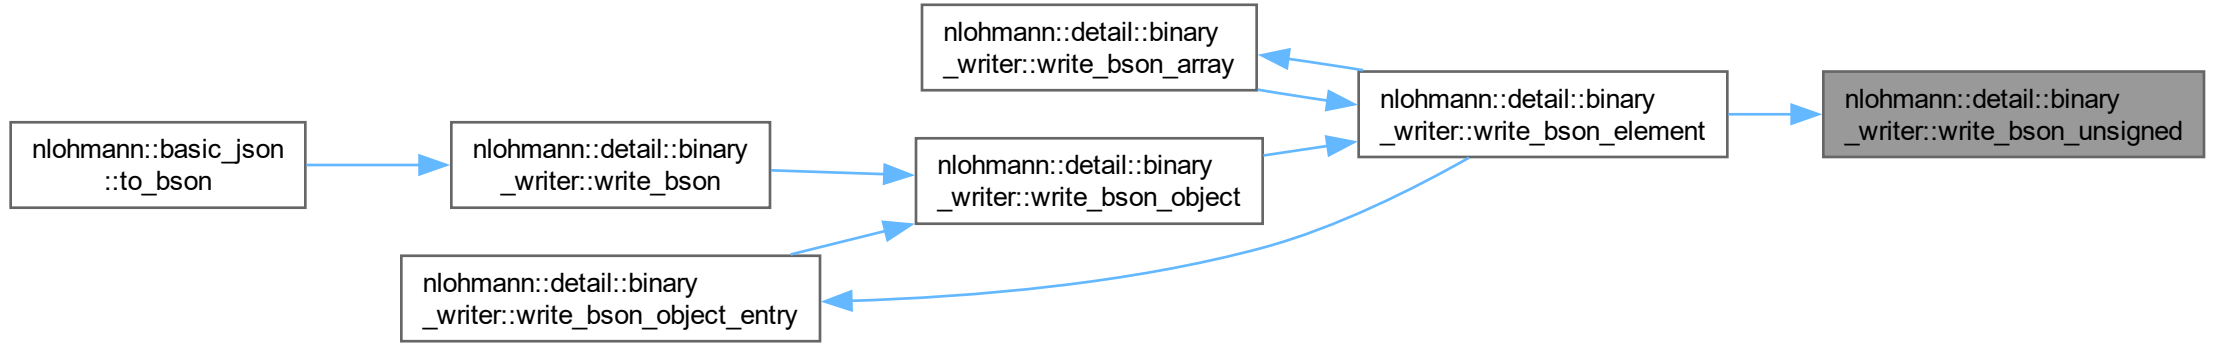 nlohmann::basic_json
::to_bson
nlohmann::detail::binary
_writer::write_bson
nlohmann::detail::binary
_writer::write_bson_array
nlohmann::detail::binary
_writer::write_bson_object
nlohmann::detail::binary
_writer::write_bson_object_entry
nlohmann::detail::binary
_writer::write_bson_element
nlohmann::detail::binary
_writer::write_bson_unsigned